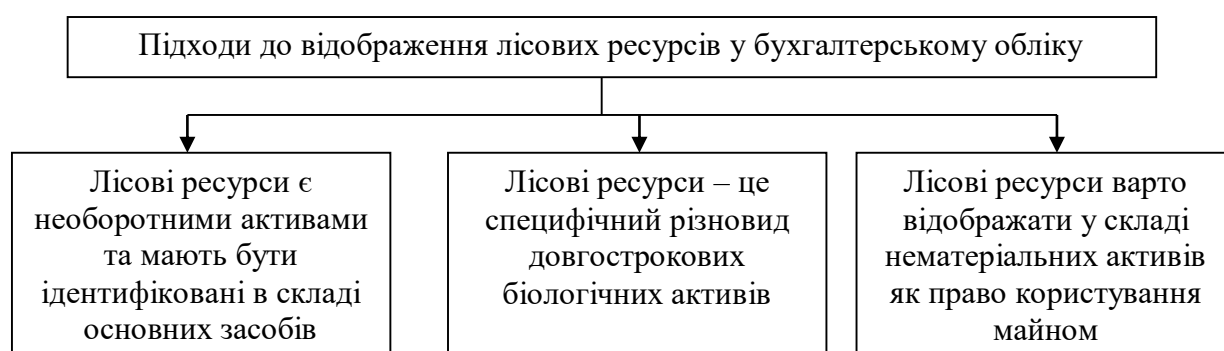 Підходи до відображення лісових ресурсів у бухгалтерському обліку
Лісові ресурси є
необоротними активами
та мають бути
ідентифіковані в складі
основних засобів
Лісові ресурси – це
специфічний різновид
довгострокових
біологічних активів
Лісові ресурси варто
відображати у складі
нематеріальних активів
як право користування
майном